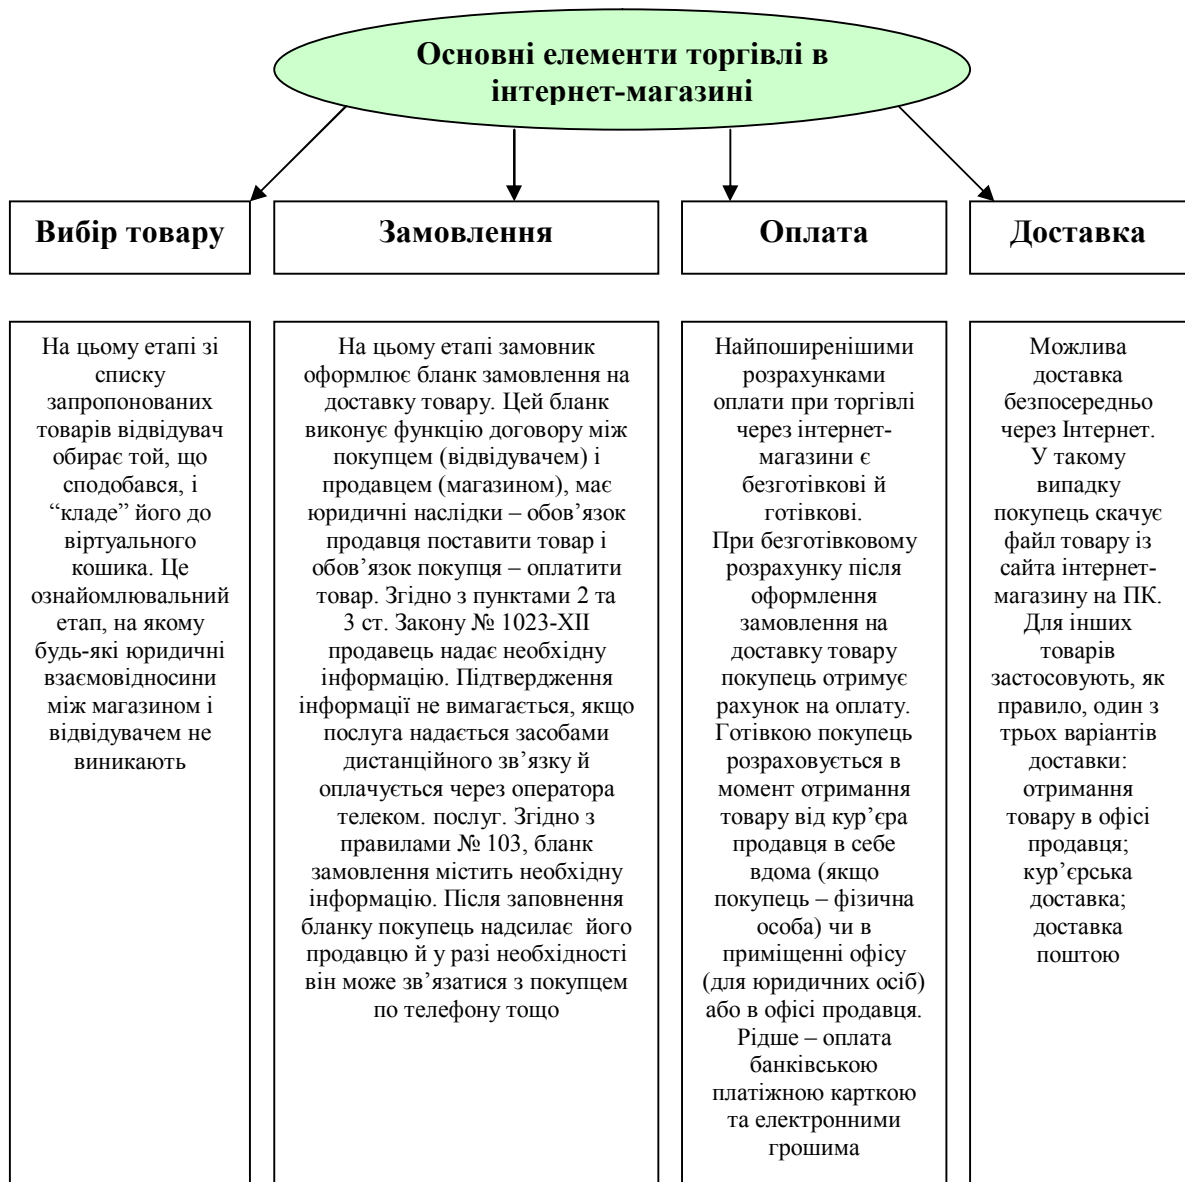 Основні елементи торгівлі в
інтернет-магазині
Вибір товару
Замовлення
Оплата
Доставка
На цьому етапі зі
списку
запропонованих
товарів відвідувач
обирає той, що
сподобався, і
“кладе” його до
віртуального
кошика. Це
ознайомлювальний
етап, на якому
будь-які юридичні
взаємовідносини
між магазином і
відвідувачем не
виникають
На цьому етапі замовник
оформлює бланк замовлення на
доставку товару. Цей бланк
виконує функцію договору між
покупцем (відвідувачем) і
продавцем (магазином), має
юридичні наслідки – обов’язок
продавця поставити товар і
обов’язок покупця – оплатити
товар. Згідно з пунктами 2 та
3 ст. Закону № 1023-XII
продавець надає необхідну
інформацію. Підтвердження
інформації не вимагається, якщо
послуга надається засобами
дистанційного зв’язку й
оплачується через оператора
телеком. послуг. Згідно з
правилами № 103, бланк
замовлення містить необхідну
інформацію. Після заповнення
бланку покупець надсилає його
продавцю й у разі необхідності
він може зв’язатися з покупцем
по телефону тощо
Найпоширенішими
розрахунками
оплати при торгівлі
через інтернет-
магазини є
безготівкові й
готівкові.
При безготівковому
розрахунку після
оформлення
замовлення на
доставку товару
покупець отримує
рахунок на оплату.
Готівкою покупець
розраховується в
момент отримання
товару від кур’єра
продавця в себе
вдома (якщо
покупець – фізична
особа) чи в
приміщенні офісу
(для юридичних осіб)
або в офісі продавця.
Рідше – оплата
банківською
платіжною карткою
та електронними
грошима
Можлива
доставка
безпосередньо
через Інтернет.
У такому
випадку
покупець скачує
файл товару із
сайта інтернет-
магазину на ПК.
Для інших
товарів
застосовують, як
правило, один з
трьох варіантів
доставки:
отримання
товару в офісі
продавця;
кур’єрська
доставка;
доставка
поштою